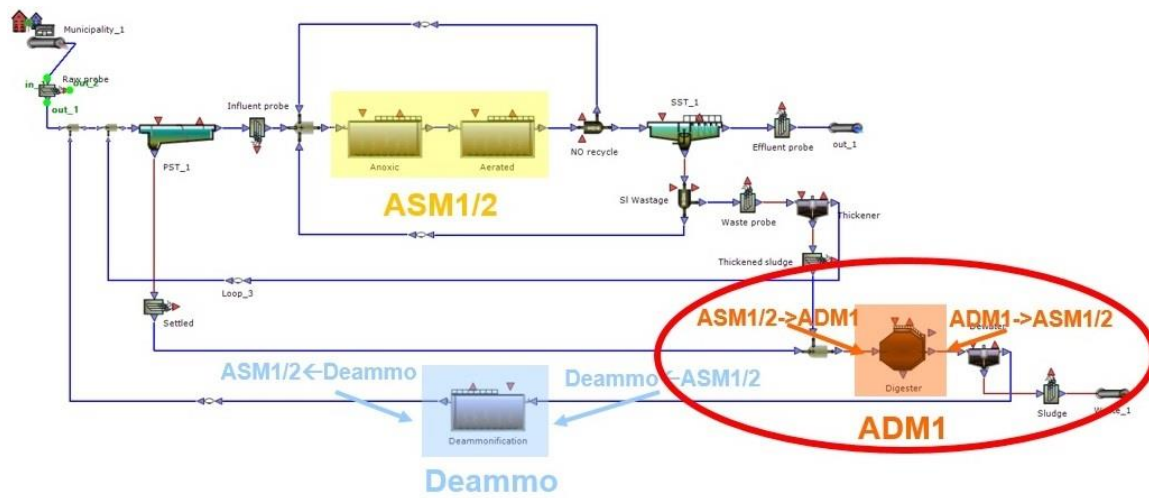 Municipality_1
Raw probe
in_
out_2
out_1
Influent probe
PST_1
Anoxic
Aerated
ASM1/2
NO recycle
SST_1
Effluent probe
out_1
Sl Wastage
Waste probe
Thickener
Thickened sludge
Loop_3
Settled
ASM1/2->ADM1
ADM1->ASM1/2
Dewater
Digester
ADM1
Sludge
Waste_1
ASM1/2←Deammo
Deammo←ASM1/2
Deammonification
Deammo